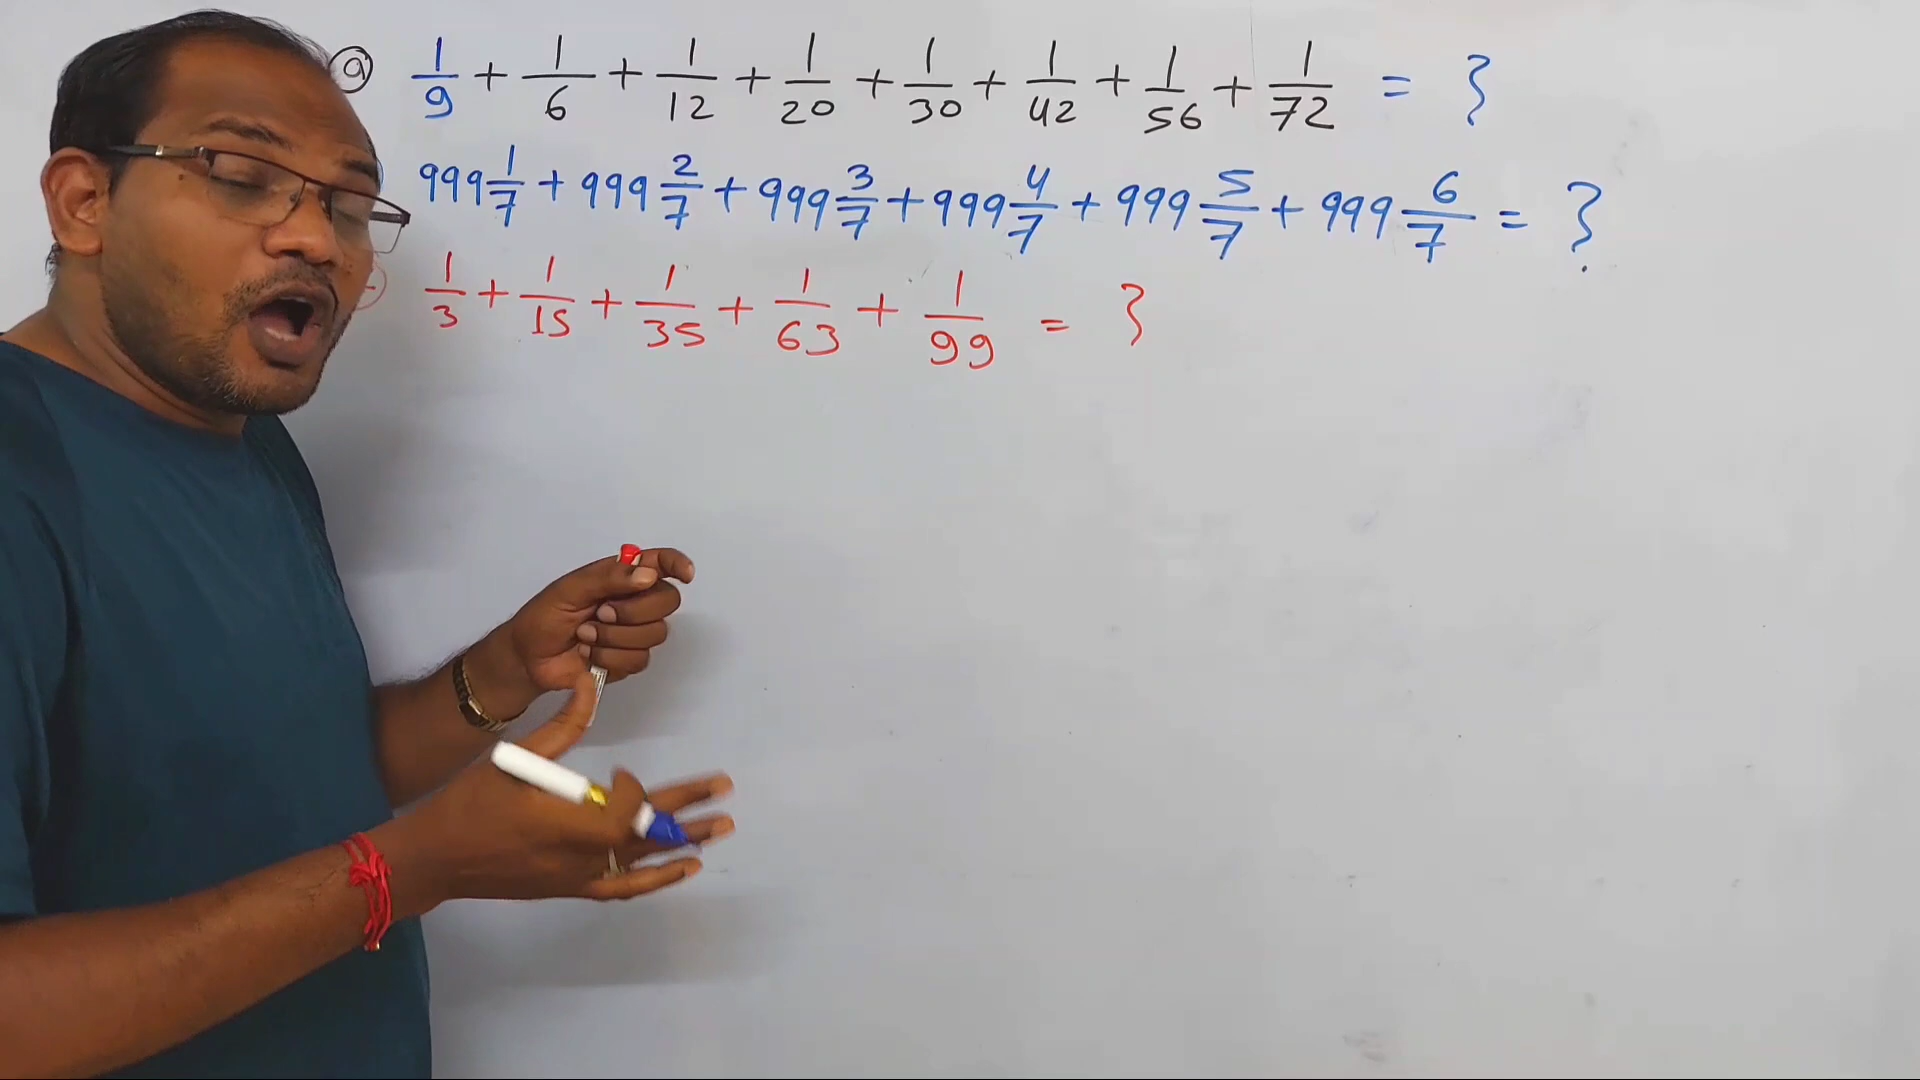 a 1/9 + 1/6 + 1/12 + 1/20 + 1/30 + 1/42 + 1/56 + 1/72 = ?
999 1/7 + 999 2/7 + 999 3/7 + 999 4/7 + 999 5/7 + 999 6/7 = ?
1/3 + 1/15 + 1/35 + 1/63 + 1/99 = ?